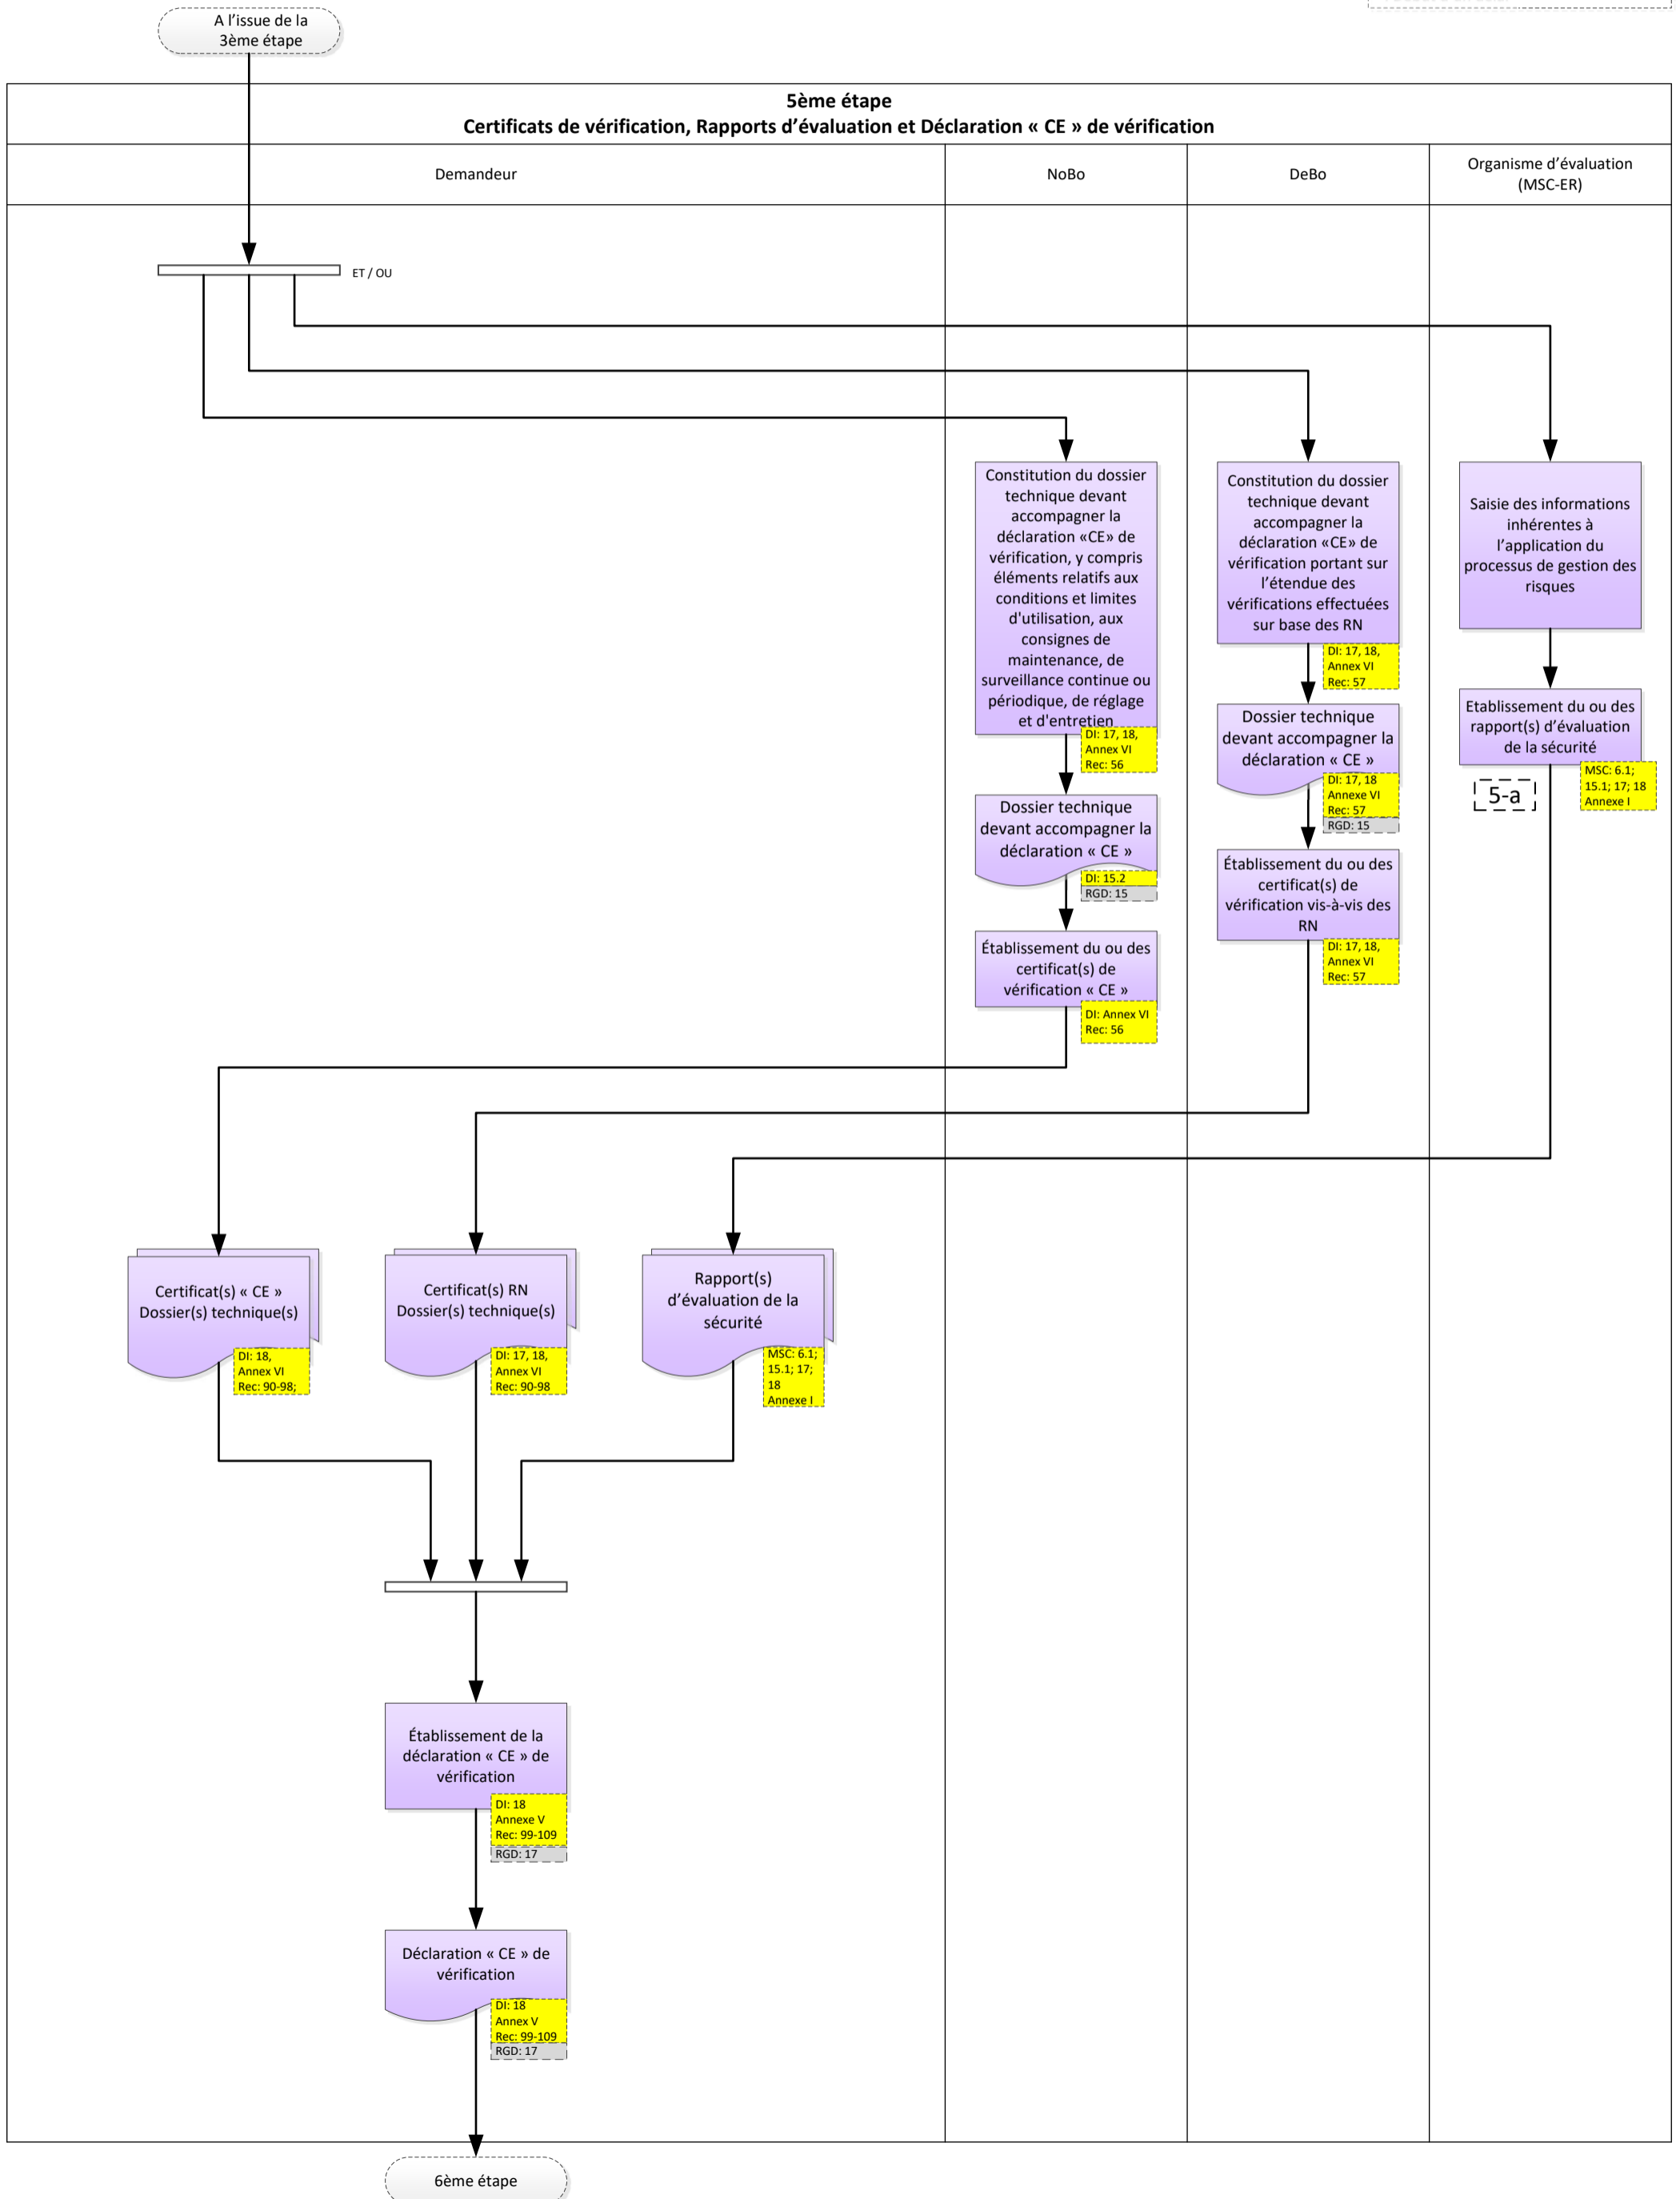 A l’issue de la
3ème étape
5ème étape
Certificats de vérification, Rapports d’évaluation et Déclaration « CE » de vérification
Demandeur
NoBo
DeBo
Organisme d’évaluation
(MSC-ER)
ET / OU
Constitution du dossier
technique devant
accompagner la
déclaration «CE» de
vérification, y compris
éléments relatifs aux
conditions et limites
d'utilisation, aux
consignes de
maintenance, de
surveillance continue ou
périodique, de réglage
et d'entretien
DI: 17, 18,
Annex VI
Rec: 56
Dossier technique
devant accompagner la
déclaration « CE »
DI: 15.2
RGD: 15
Établissement du ou des
certificat(s) de
vérification « CE »
DI: Annex VI
Rec: 56
Constitution du dossier
technique devant
accompagner la
déclaration «CE» de
vérification portant sur
l’étendue des
vérifications effectuées
sur base des RN
DI: 17, 18,
Annex VI
Rec: 57
Dossier technique
devant accompagner la
déclaration « CE »
DI: 17, 18
Annexe VI
Rec: 57
RGD: 15
Établissement du ou des
certificat(s) de
vérification vis-à-vis des
RN
DI: 17, 18,
Annex VI
Rec: 57
Saisie des informations
inhérentes à
l’application du
processus de gestion des
risques
Etablissement du ou des
rapport(s) d’évaluation
de la sécurité
MSC: 6.1;
15.1; 17; 18
Annexe I
5-a
Certificat(s) « CE »
Dossier(s) technique(s)
DI: 18,
Annex VI
Rec: 90-98;
Certificat(s) RN
Dossier(s) technique(s)
DI: 17, 18,
Annex VI
Rec: 90-98
Rapport(s)
d’évaluation de la
sécurité
MSC: 6.1;
15.1; 17;
18
Annexe I
Établissement de la
déclaration « CE » de
vérification
DI: 18
Annexe V
Rec: 99-109
RGD: 17
Déclaration « CE » de
vérification
DI: 18
Annex V
Rec: 99-109
RGD: 17
6ème étape